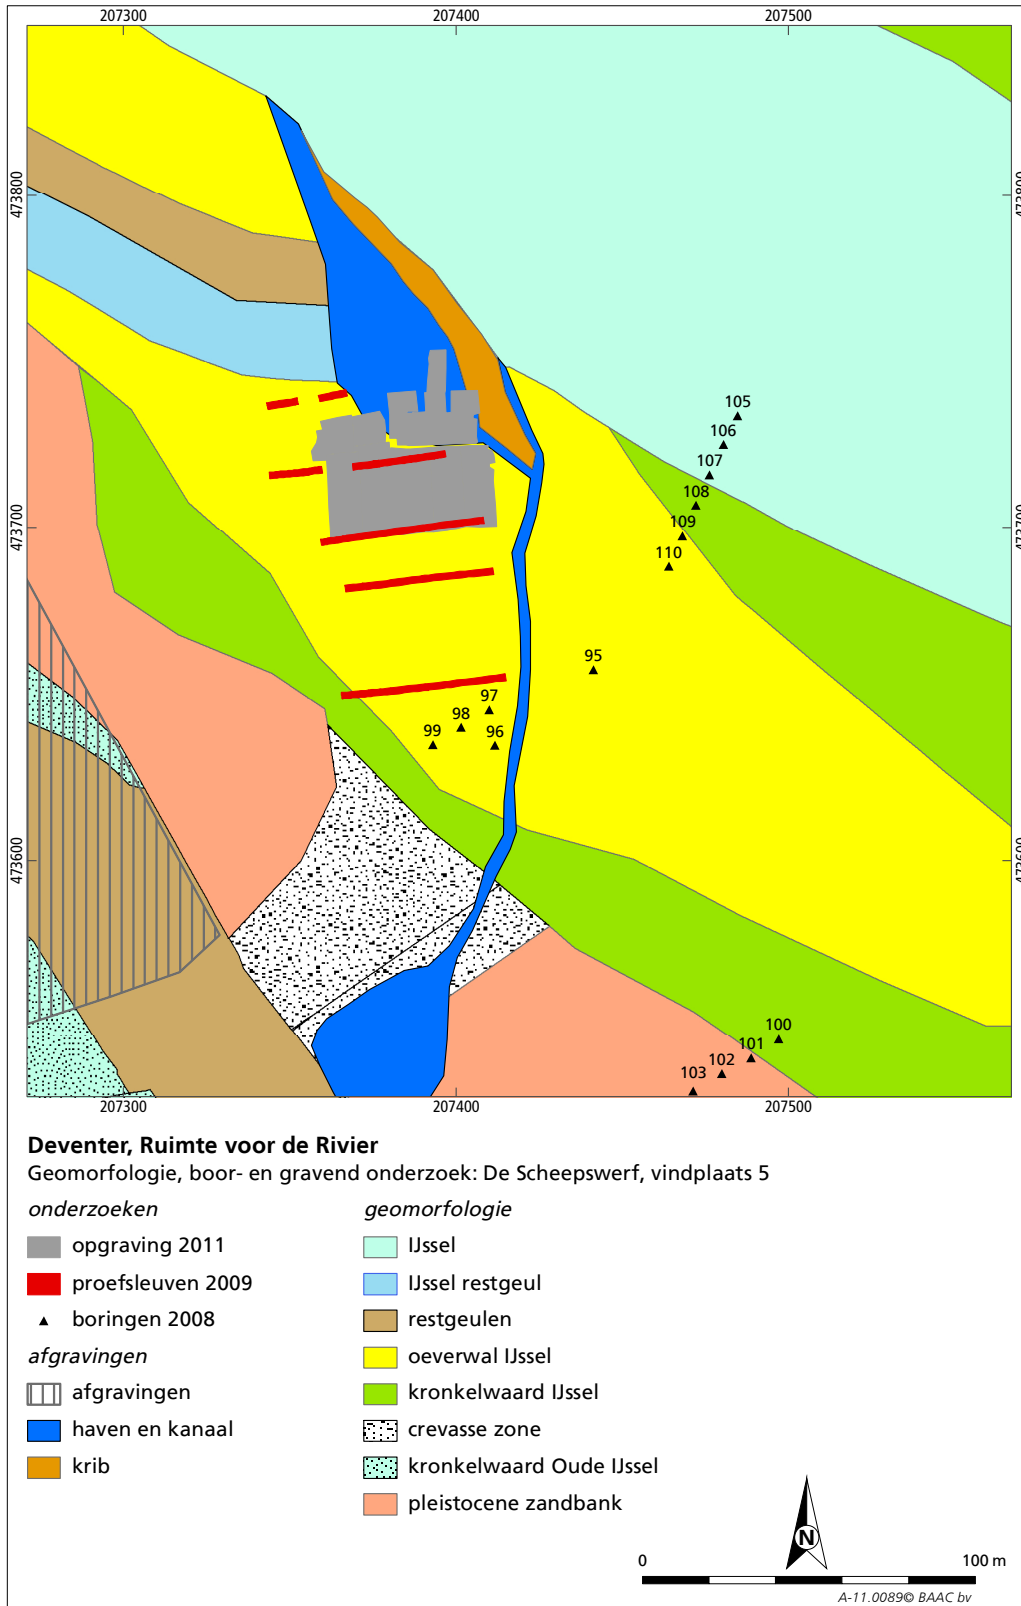 207300 207400 207500
473800 473800
105
106
107
108
109
110
473700 473700
95
97
98
99 96
473600 473600
100
101
102
103
207300 207400 207500
Deventer, Ruimte voor de Rivier
Geomorfologie, boor- en gravend onderzoek: De Scheepswerf, vindplaats 5
onderzoeken
opgraving 2011
proefsleuven 2009
boringen 2008
afgravingen
afgravingen
haven en kanaal
krib
geomorfologie
IJssel
IJssel restgeul
restgeulen
oeverwal IJssel
kronkelwaard IJssel
crevasse zone
kronkelwaard Oude IJssel
pleistocene zandbank
N
0 100 m
A-11.0089© BAAC bv